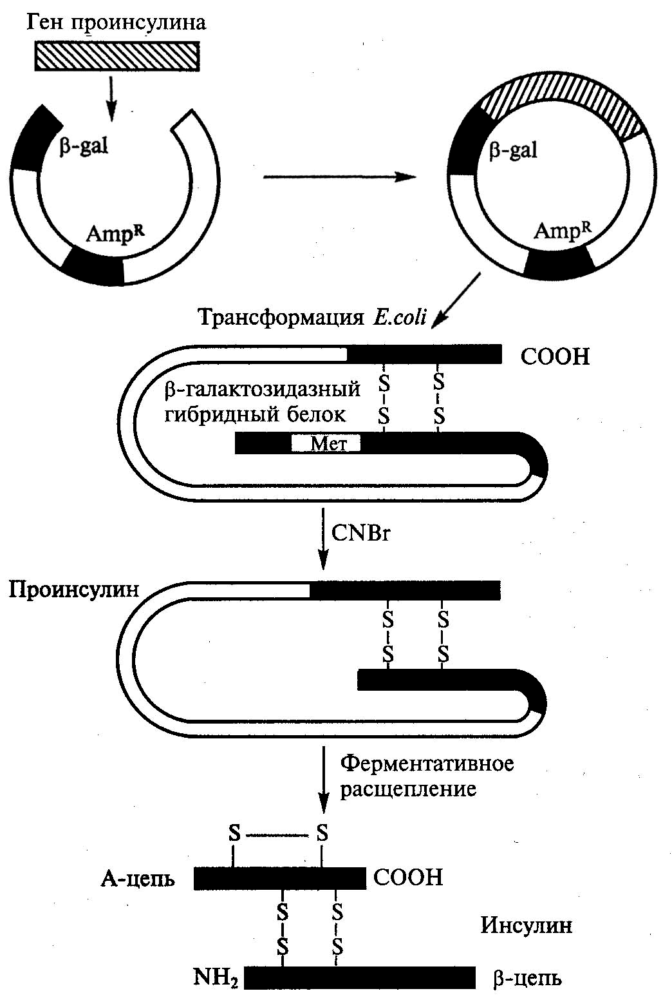 Ген проинсулина
β-gal
β-gal
Amp^R
Amp^R
Трансформация E.coli
COOH
β-галактозидазный
гибридный белок
S S
S S
Мет
CNBr
Проинсулин
S S
S S
Ферментативное
расщепление
S S
А-цепь
COOH
S S
S S
Инсулин
NH₂
β-цепь